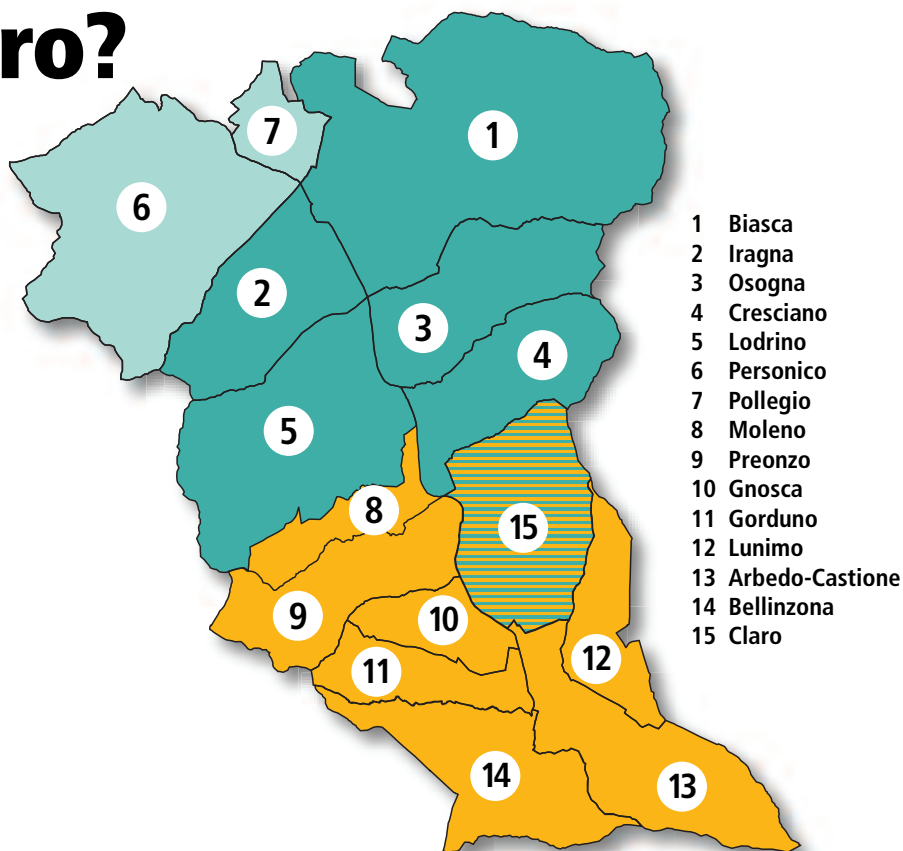 ro?
7
1
6
2
3
4
5
8
15
9
10
12
11
14
13
1 Biasca
2 Iragna
3 Osogna
4 Cresciano
5 Lodrino
6 Personico
7 Pollegio
8 Moleno
9 Preonzo
10 Gnosca
11 Gorduno
12 Lunimo
13 Arbedo-Castione
14 Bellinzona
15 Claro